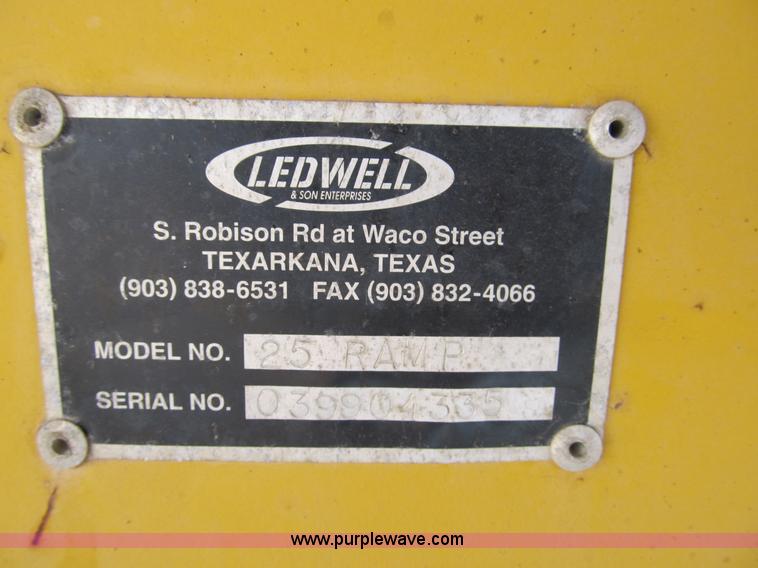 LEDWELL
& SON ENTERPRISES
S. Robison Rd at Waco Street
TEXARKANA, TEXAS
(903) 838-6531 FAX (903) 832-4066
MODEL NO. 25 RAMP
SERIAL NO. 039904335
www.purplewave.com